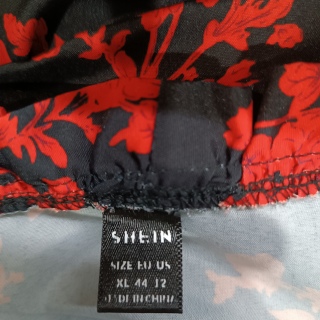 SHEIN
SIZE EU US
XL 44 12
MADE IN CHINA